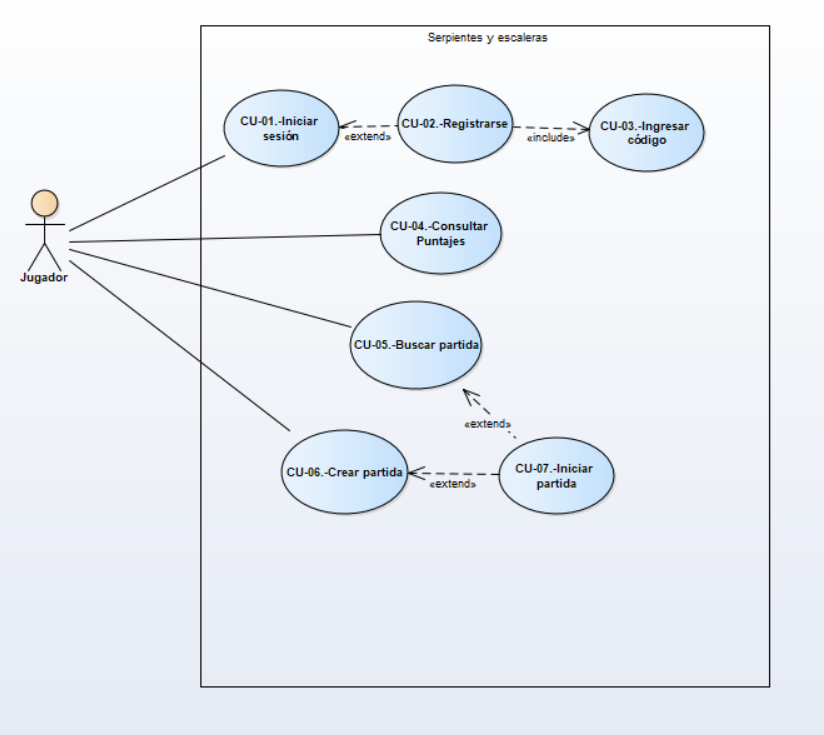 Serpientes y escaleras
CU-01.-Iniciar
sesión
«extend»
CU-02.-Registrarse
«include»
CU-03.-Ingresar
código
CU-04.-Consultar
Puntajes
Jugador
CU-05.-Buscar partida
«extend»
CU-06.-Crear partida
«extend»
CU-07.-Iniciar
partida